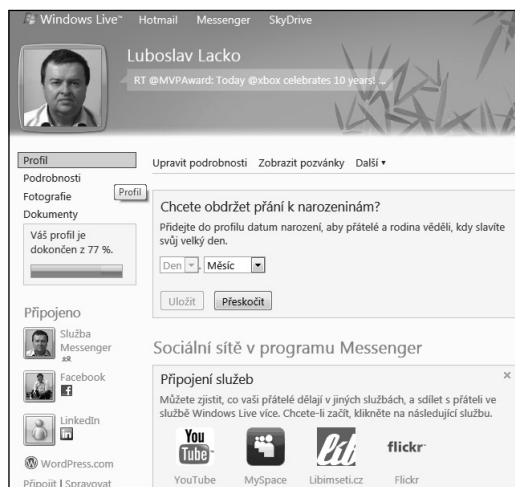 Windows Live™ Hotmail Messenger SkyDrive
Luboslav Lacko
RT @MVPAward: Today @xbox celebrates 10 years! ...
Profil
Podrobnosti
Fotografie
Profil
Dokumenty
Váš profil je
dokončen z 77 %.
Připojeno
Služba
Messenger
Facebook
LinkedIn
in
WordPress.com
Připojit | Spravovat
Upravit podrobnosti Zobrazit pozvánky Další
Chcete obdržet přání k narozeninám?
Přidejte do profilu datum narození, aby přátelé a rodina věděli, kdy slavíte
svůj velký den.
Den , Měsíc
Uložit Přeskočit
Sociální sítě v programu Messenger
Připojení služeb
Můžete zjistit, co vaši přátelé dělají v jiných službách, a sdílet s přáteli ve
službě Windows Live více. Chcete-li začít, klikněte na následující službu.
You
Tube
líb
flickr
YouTube MySpace Libimseti.cz Flickr